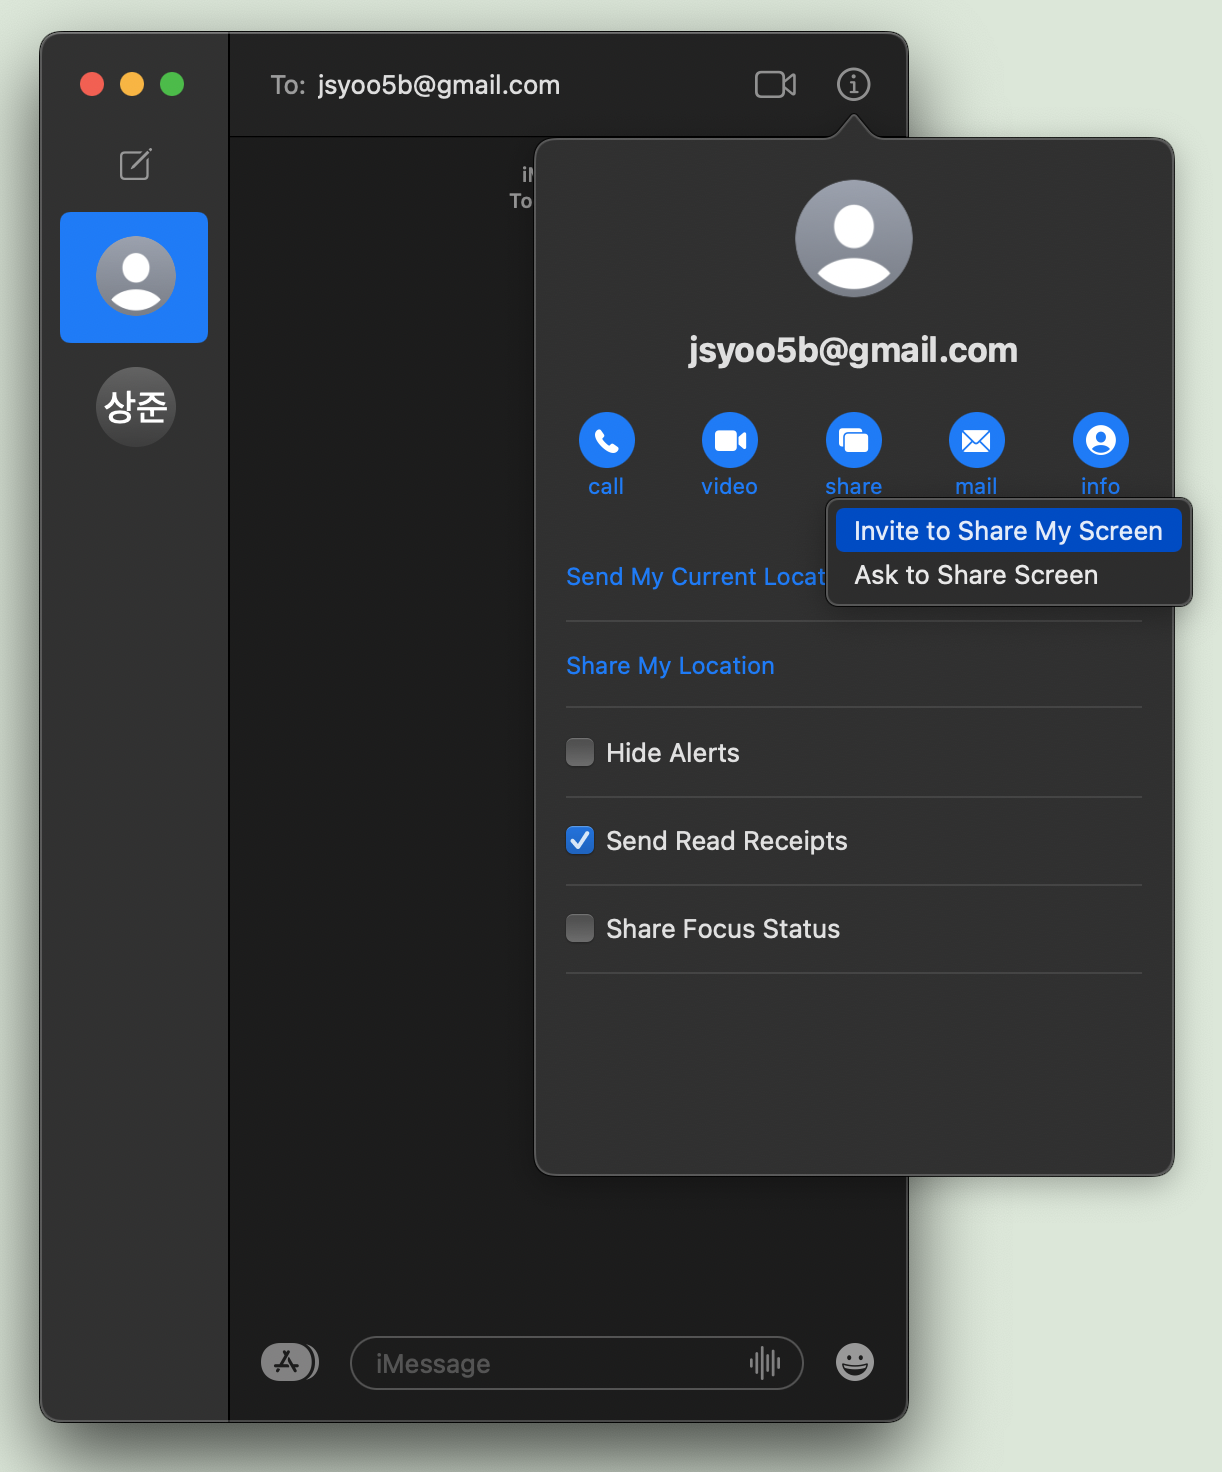 To: jsyoo5b@gmail.com
To
상준
jsyoo5b@gmail.com
call
video
share
mail
info
Invite to Share My Screen
Send My Current Locat
Ask to Share Screen
Share My Location
Hide Alerts
Send Read Receipts
Share Focus Status
iMessage